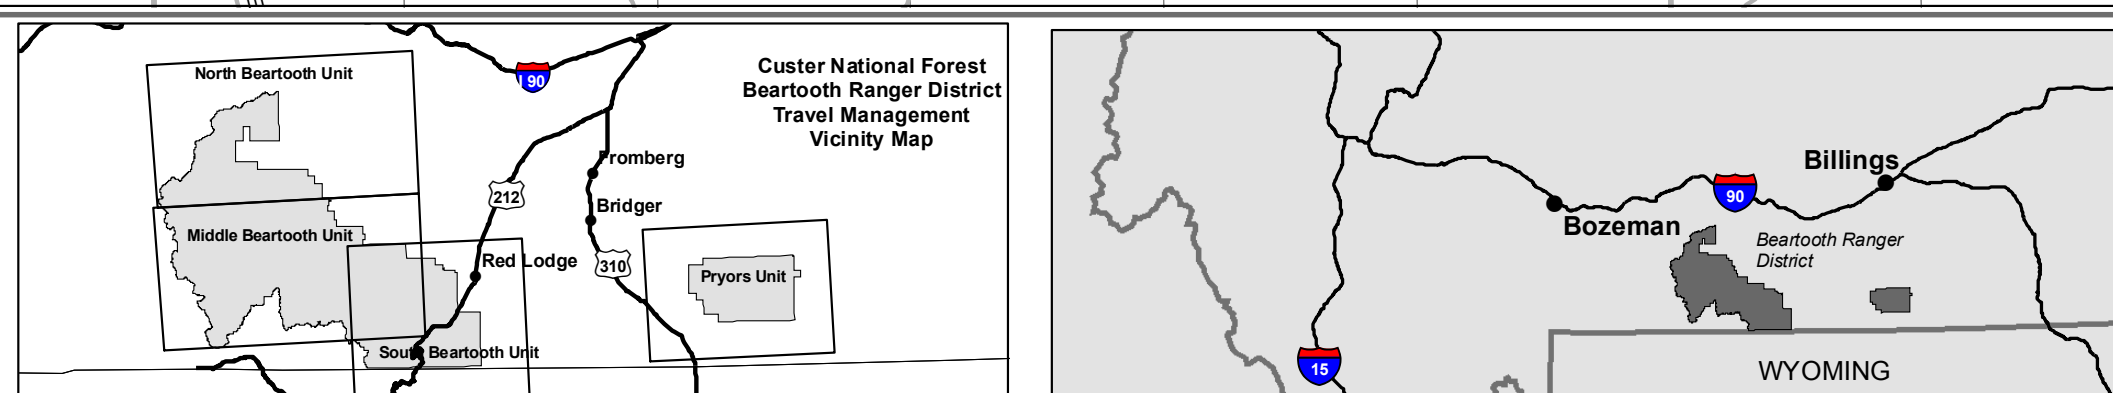 North Beartooth Unit
I 90
Custer National Forest
Beartooth Ranger District
Travel Management
Vicinity Map
Fromberg
212
Bridger
Middle Beartooth Unit
Red Lodge
310
Pryors Unit
South Beartooth Unit
Billings
90
Bozeman
Beartooth Ranger
District
15
WYOMING